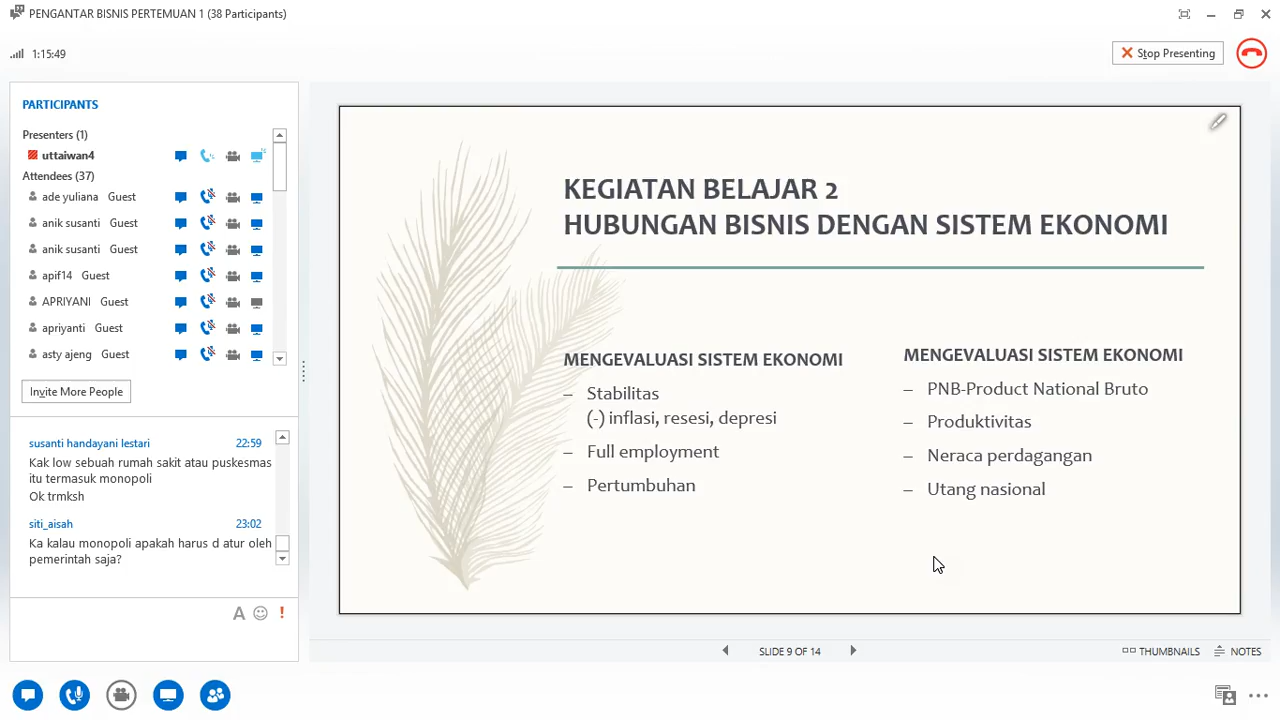 PENGANTAR BISNIS PERTEMUAN 1 (38 Participants)
1:15:49
Stop Presenting
PARTICIPANTS
Presenters (1)
uttaiwan4
Attendees (37)
ade yuliana Guest
anik susanti Guest
anik susanti Guest
apif14 Guest
APRIYANI Guest
apriyanti Guest
asty ajeng Guest
Invite More People
susanti handayani lestari 22:59
Kak low sebuah rumah sakit atau puskesmas
itu termasuk monopoli
Ok trmksh
siti_aisah 23:02
Ka kalau monopoli apakah harus d atur oleh
pemerintah saja?
A
KEGIATAN BELAJAR 2
HUBUNGAN BISNIS DENGAN SISTEM EKONOMI
MENGEVALUASI SISTEM EKONOMI
– Stabilitas
(-) inflasi, resesi, depresi
– Full employment
– Pertumbuhan
MENGEVALUASI SISTEM EKONOMI
– PNB-Product National Bruto
– Produktivitas
– Neraca perdagangan
– Utang nasional
SLIDE 9 OF 14
THUMBNAILS
NOTES